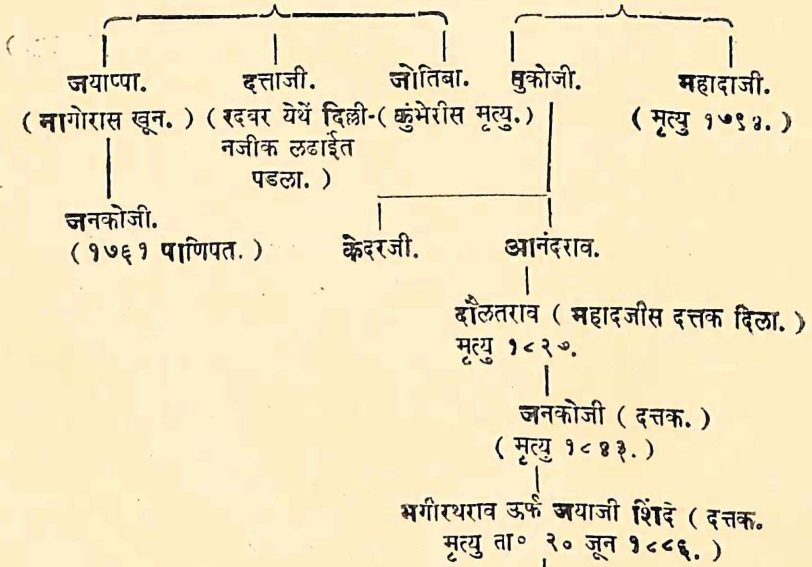 जयाप्पा. दत्ताजी. जोतिबा. तुकोजी. महादाजी.
( नागोरास खून. ) ( रदवर येथें दिल्ली- ( कुंभेरीस मृत्यु. ) ( मृत्यु १७९४. )
नजीक लढाईत
पडला. )
जनकोजी.
( १७६१ पाणिपत. ) केदरजी. आनंदराव.
दौलतराव ( महादजीस दत्तक दिला. )
मृत्यु १८२७.
जनकोजी ( दत्तक. )
( मृत्यु १८४३. )
भगीरथराव ऊर्फ जयाजी शिंदे ( दत्तक.
मृत्यु ता० २० जून १८८६. )